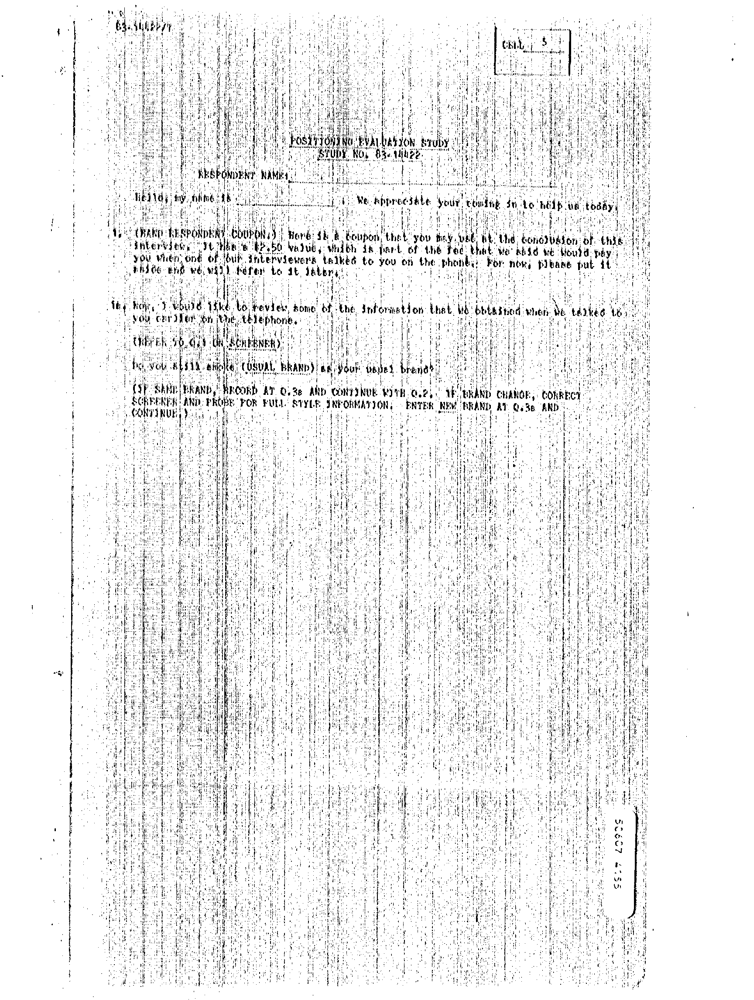 CELL 5
POSITIONING EVALUATION STUDY
STUDY NO. 83-18422
RESPONDENT NAME:
Hello, my name is . We appreciate your coming in to help us today.
1. (HAND RESPONDENT COUPON.) Here is a coupon that you may use at the conclusion of this
interview. It has a $2.50 value, which is part of the fee that we said we would pay
you when one of our interviewers talked to you on the phone. For now, please put it
aside and we will refer to it later.
1a. Now, I would like to review some of the information that we obtained when we talked to
you earlier on the telephone.
(REFER TO Q.1 ON SCREENER)
Do you still smoke (USUAL BRAND) as your usual brand?
(IF SAME BRAND, RECORD AT Q.3a AND CONTINUE WITH Q.2. IF BRAND CHANGE, CORRECT
SCREENER AND PROBE FOR FULL STYLE INFORMATION. ENTER NEW BRAND AT Q.3a AND
CONTINUE.)
50607 4355